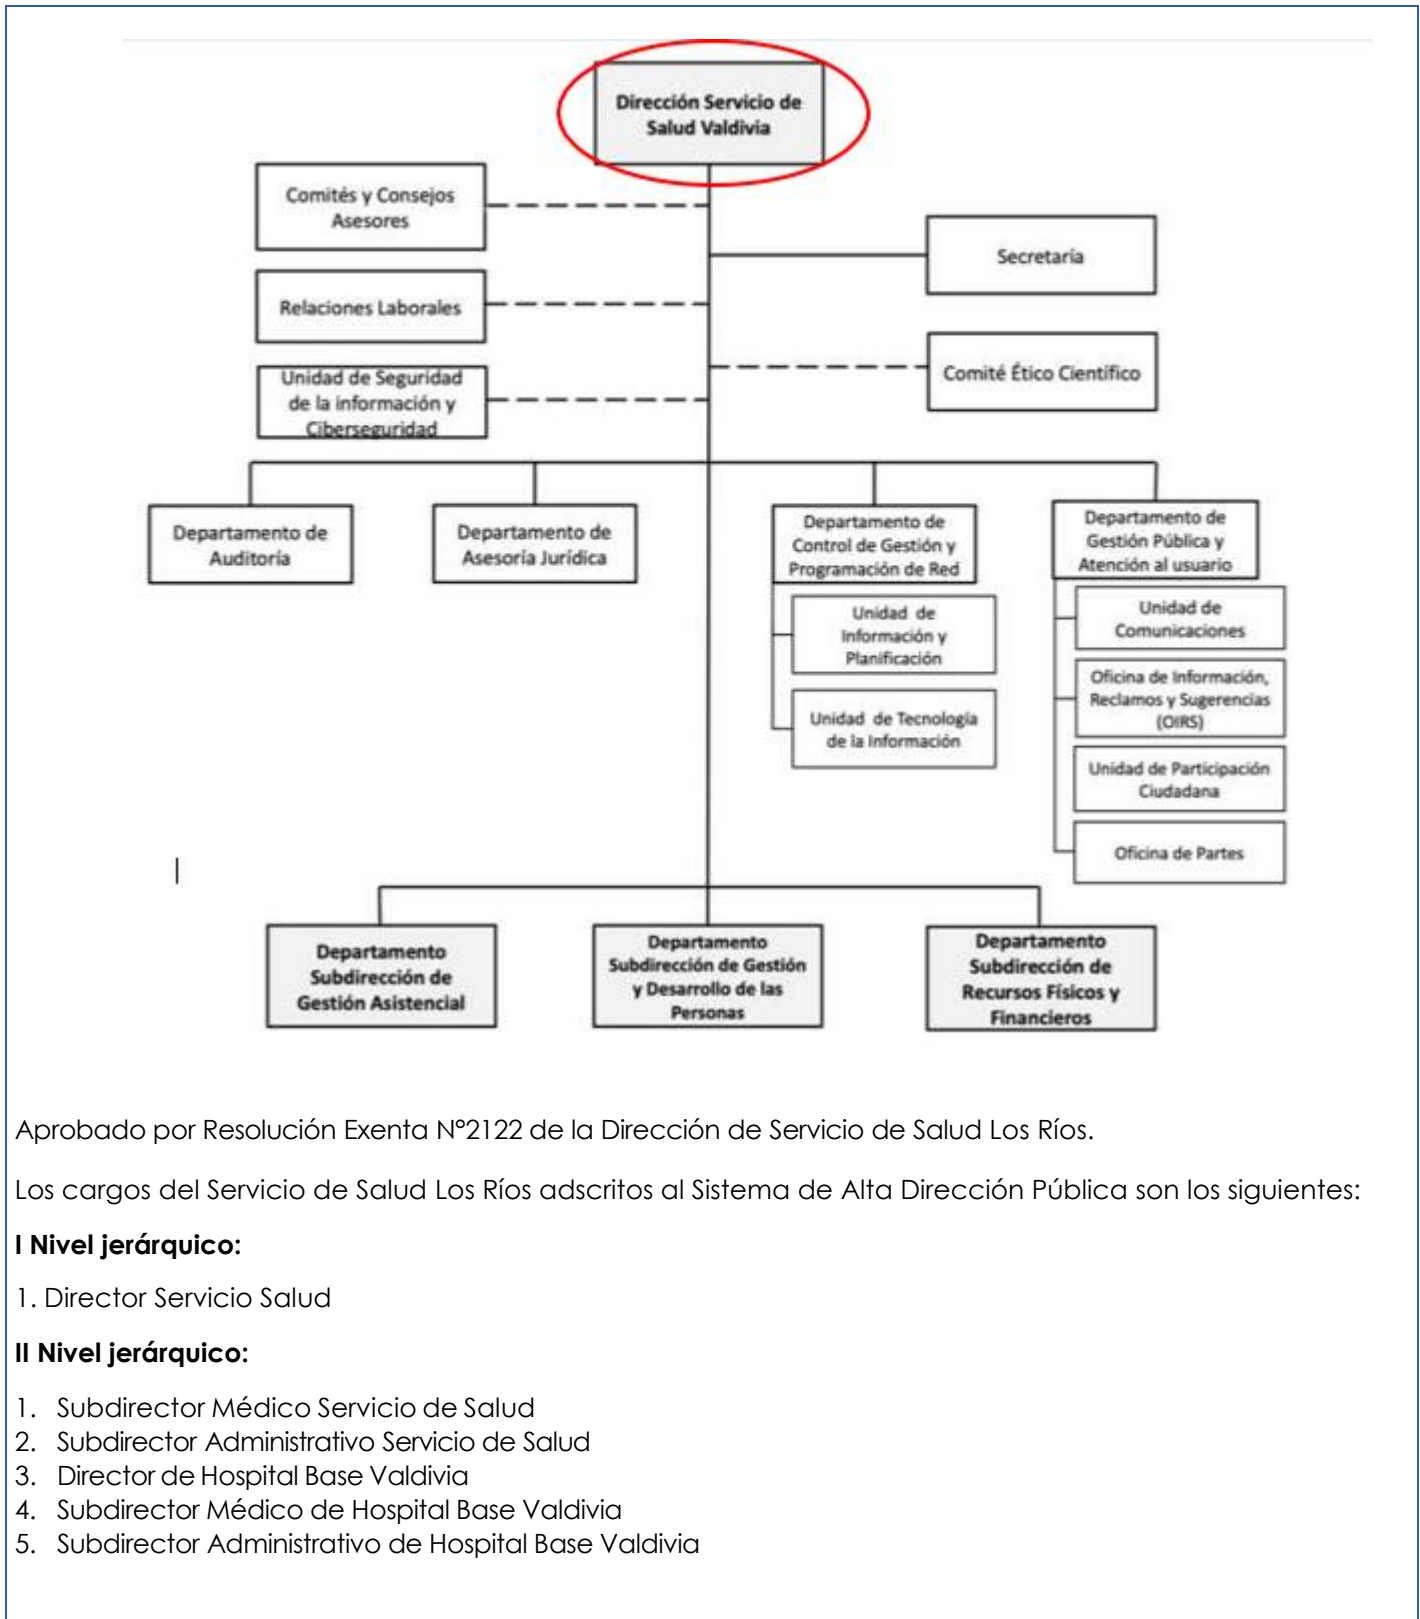 Dirección Servicio de
Salud Valdivia
Comités y Consejos
Asesores
Secretaría
Relaciones Laborales
Comité Ético Científico
Unidad de Seguridad
de la información y
Ciberseguridad
Departamento de
Auditoría
Departamento de
Asesoría Jurídica
Departamento de
Control de Gestión y
Programación de Red
Unidad de
Información y
Planificación
Unidad de Tecnología
de la Información
Departamento de
Gestión Pública y
Atención al usuario
Unidad de
Comunicaciones
Oficina de Información,
Reclamos y Sugerencias
(OIRS)
Unidad de Participación
Ciudadana
Oficina de Partes
Departamento
Subdirección de
Gestión Asistencial
Departamento
Subdirección de Gestión
y Desarrollo de las
Personas
Departamento
Subdirección de
Recursos Físicos y
Financieros
Aprobado por Resolución Exenta N°2122 de la Dirección de Servicio de Salud Los Ríos.
Los cargos del Servicio de Salud Los Ríos adscritos al Sistema de Alta Dirección Pública son los siguientes:
I Nivel jerárquico:
1. Director Servicio Salud
II Nivel jerárquico:
1. Subdirector Médico Servicio de Salud
2. Subdirector Administrativo Servicio de Salud
3. Director de Hospital Base Valdivia
4. Subdirector Médico de Hospital Base Valdivia
5. Subdirector Administrativo de Hospital Base Valdivia